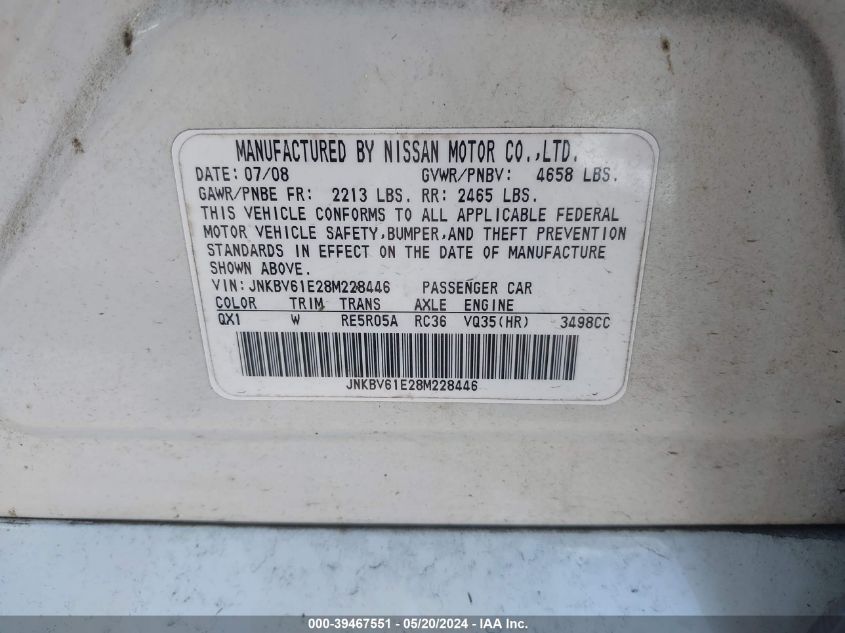 MANUFACTURED BY NISSAN MOTOR CO.,LTD.
DATE: 07/08 GVWR/PNBV: 4658 LBS.
GAWR/PNBE FR: 2213 LBS. RR: 2465 LBS.
THIS VEHICLE CONFORMS TO ALL APPLICABLE FEDERAL
MOTOR VEHICLE SAFETY,BUMPER,AND THEFT PREVENTION
STANDARDS IN EFFECT ON THE DATE OF MANUFACTURE
SHOWN ABOVE.
VIN: JNKBV61E28M228446 PASSENGER CAR
COLOR TRIM TRANS AXLE ENGINE
QX1 W RE5R05A RC36 VQ35(HR) 3498CC
JNKBV61E28M228446
000-39467551 - 05/20/2024 - IAA Inc.